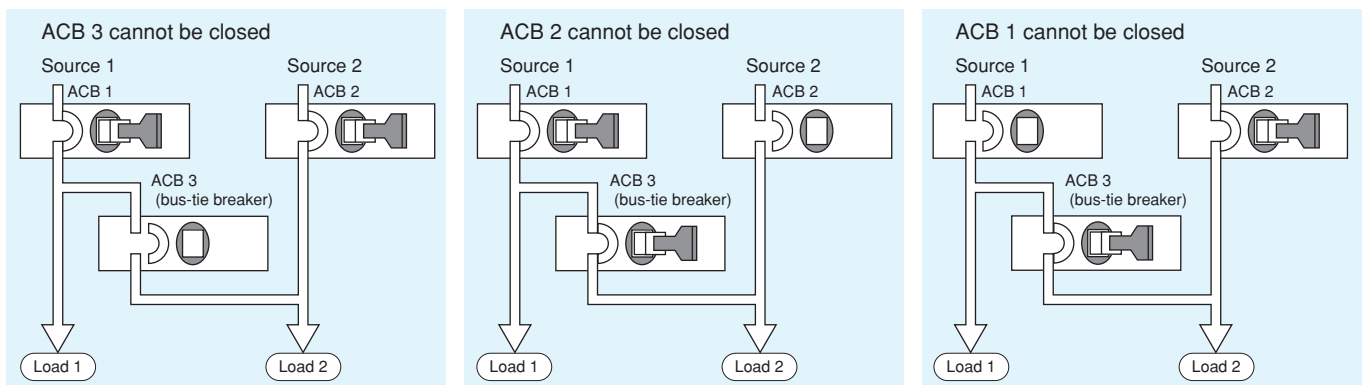 ACB 3 cannot be closed
Source 1
Source 2
ACB 1
ACB 2
ACB 3
(bus-tie breaker)
Load 1
Load 2
ACB 2 cannot be closed
Source 1
Source 2
ACB 1
ACB 2
ACB 3
(bus-tie breaker)
Load 1
Load 2
ACB 1 cannot be closed
Source 1
Source 2
ACB 1
ACB 2
ACB 3
(bus-tie breaker)
Load 1
Load 2